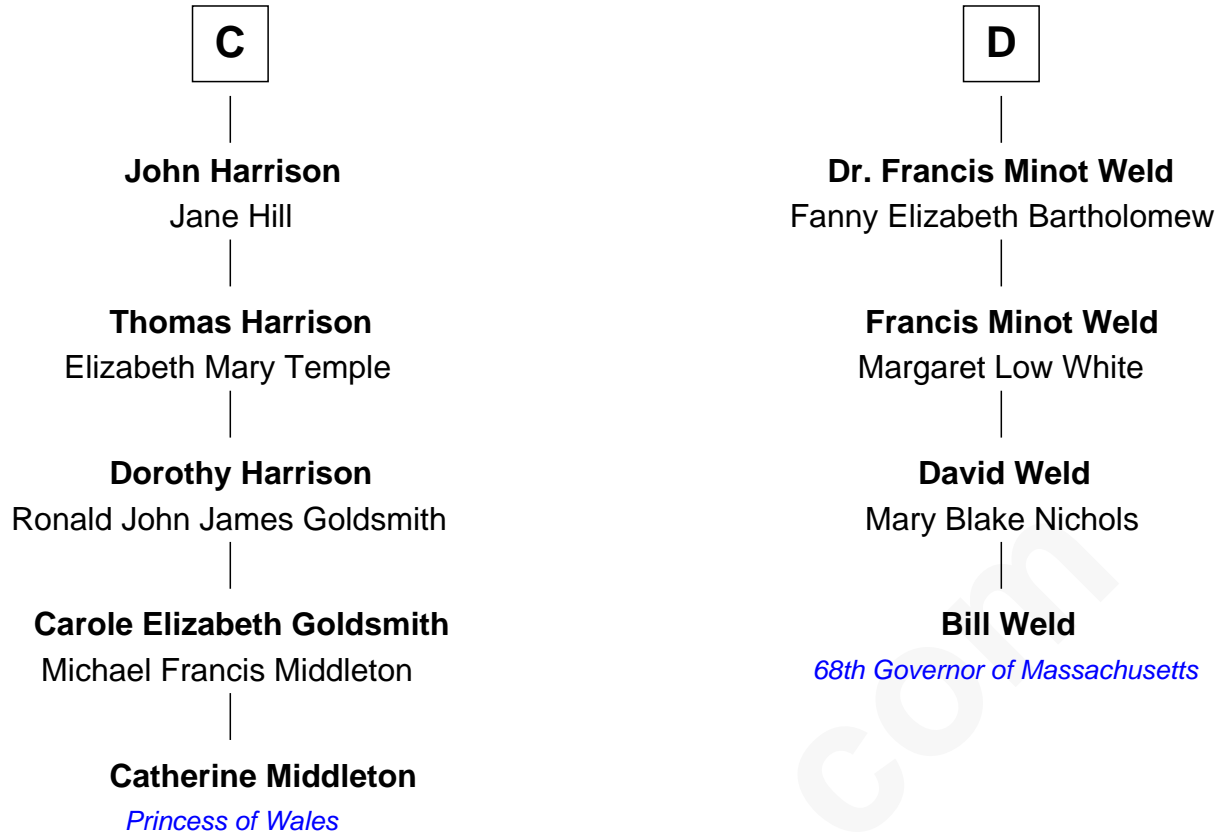 C
John Harrison
Jane Hill
Thomas Harrison
Elizabeth Mary Temple
Dorothy Harrison
Ronald John James Goldsmith
Carole Elizabeth Goldsmith
Michael Francis Middleton
Catherine Middleton
Princess of Wales
D
Dr. Francis Minot Weld
Fanny Elizabeth Bartholomew
Francis Minot Weld
Margaret Low White
David Weld
Mary Blake Nichols
Bill Weld
68th Governor of Massachusetts
com